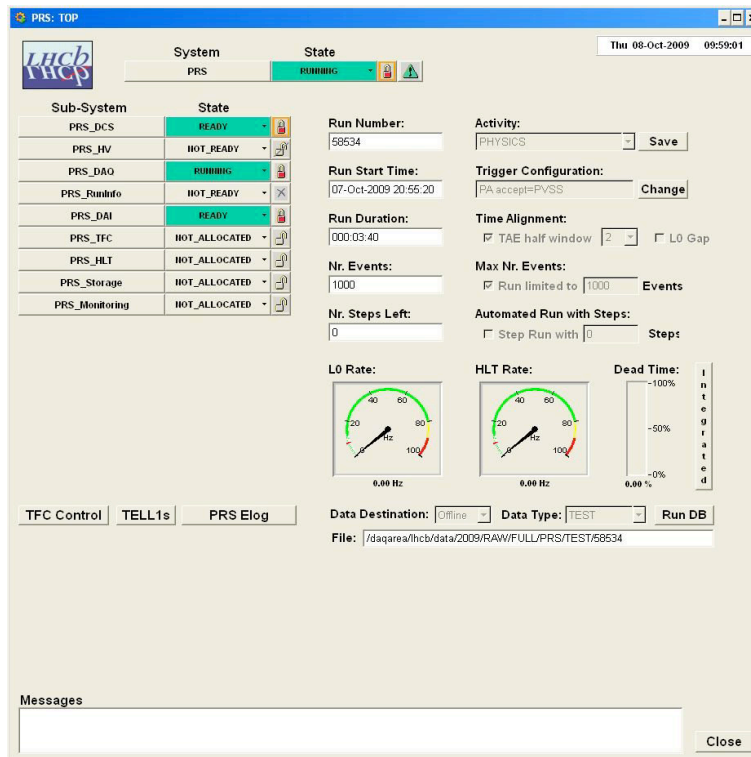 PRS: TOP
Thu 08-Oct-2009 09:59:01
LHCb
System State
PRS RUNNING
Sub-System State
PRS_DCS READY
PRS_HV NOT_READY
PRS_DAQ RUNNING
PRS_RunInfo NOT_READY
PRS_DAI READY
PRS_TFC NOT_ALLOCATED
PRS_HLT NOT_ALLOCATED
PRS_Storage NOT_ALLOCATED
PRS_Monitoring NOT_ALLOCATED
Run Number:
58534
Activity:
PHYSICS Save
Run Start Time:
07-Oct-2009 20:55:20
Trigger Configuration:
PA accept=PVSS Change
Run Duration:
000:03:40
Time Alignment:
TAE half window 2 L0 Gap
Nr. Events:
1000
Max Nr. Events:
Run limited to 1000 Events
Nr. Steps Left:
0
Automated Run with Steps:
Step Run with 0 Steps
L0 Rate:
0 20 40 60 80 100
Hz
0.00 Hz
HLT Rate:
0 20 40 60 80 100
Hz
0.00 Hz
Dead Time:
100%
50%
0%
0.00 %
Integrated
TFC Control TELL1s PRS Elog
Data Destination: Offline Data Type: TEST Run DB
File: /daqarea/lhcb/data/2009/RAW/FULL/PRS/TEST/58534
Messages
Close